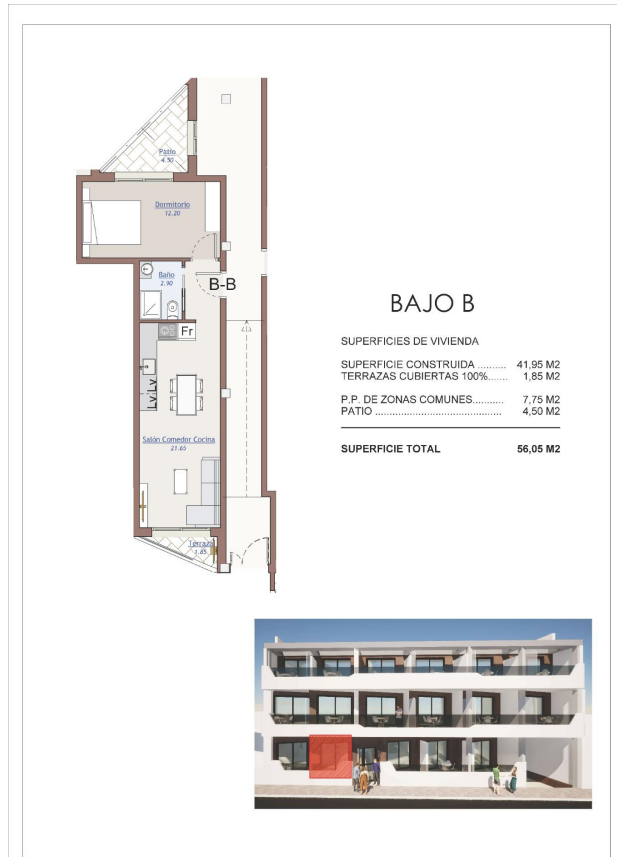 Patio
4.50
Dormitorio
12.20
Baño
2.90
B-B
Fr
Lv Lv
Salón Comedor Cocina
21.65
Terraza
1.85
BAJO B
SUPERFICIES DE VIVIENDA
SUPERFICIE CONSTRUIDA .......... 41,95 M2
TERRAZAS CUBIERTAS 100%....... 1,85 M2
P.P. DE ZONAS COMUNES........... 7,75 M2
PATIO ............................................ 4,50 M2
SUPERFICIE TOTAL 56,05 M2